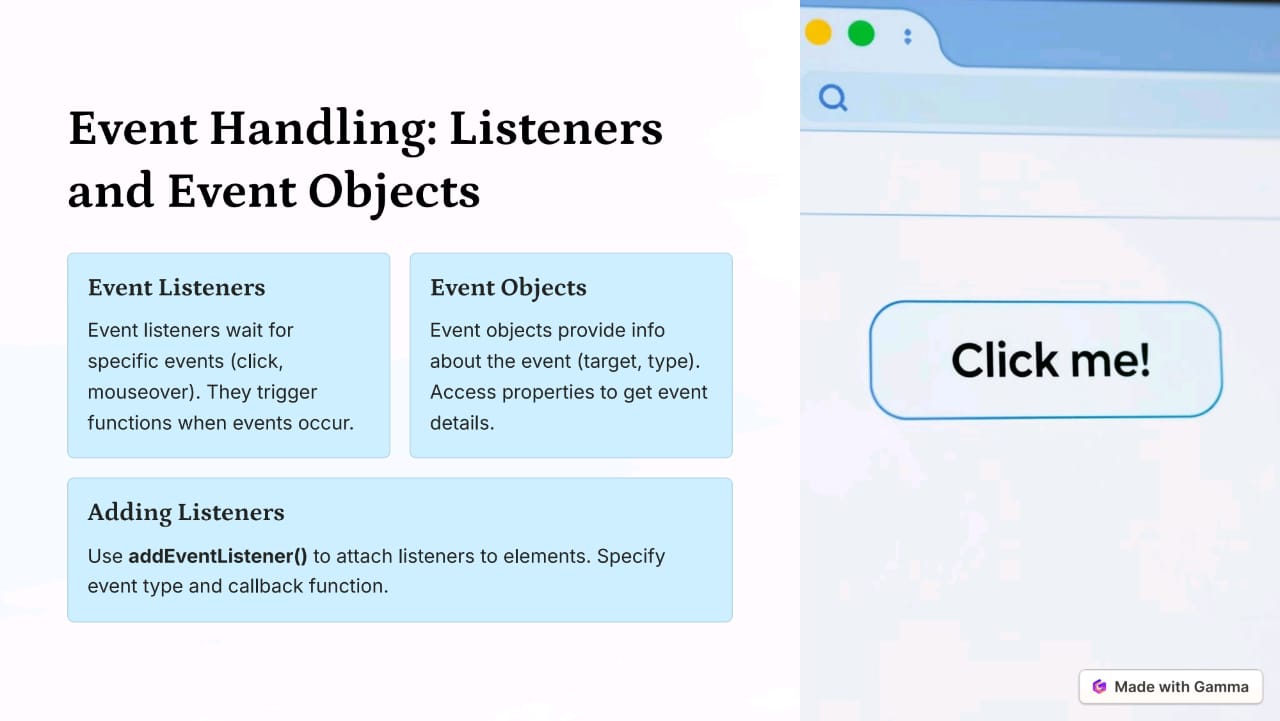 Event Handling: Listeners
and Event Objects
Event Listeners
Event listeners wait for
specific events (click,
mouseover). They trigger
functions when events occur.
Event Objects
Event objects provide info
about the event (target, type).
Access properties to get event
details.
Adding Listeners
Use addEventListener() to attach listeners to elements. Specify
event type and callback function.
Click me!
Made with Gamma